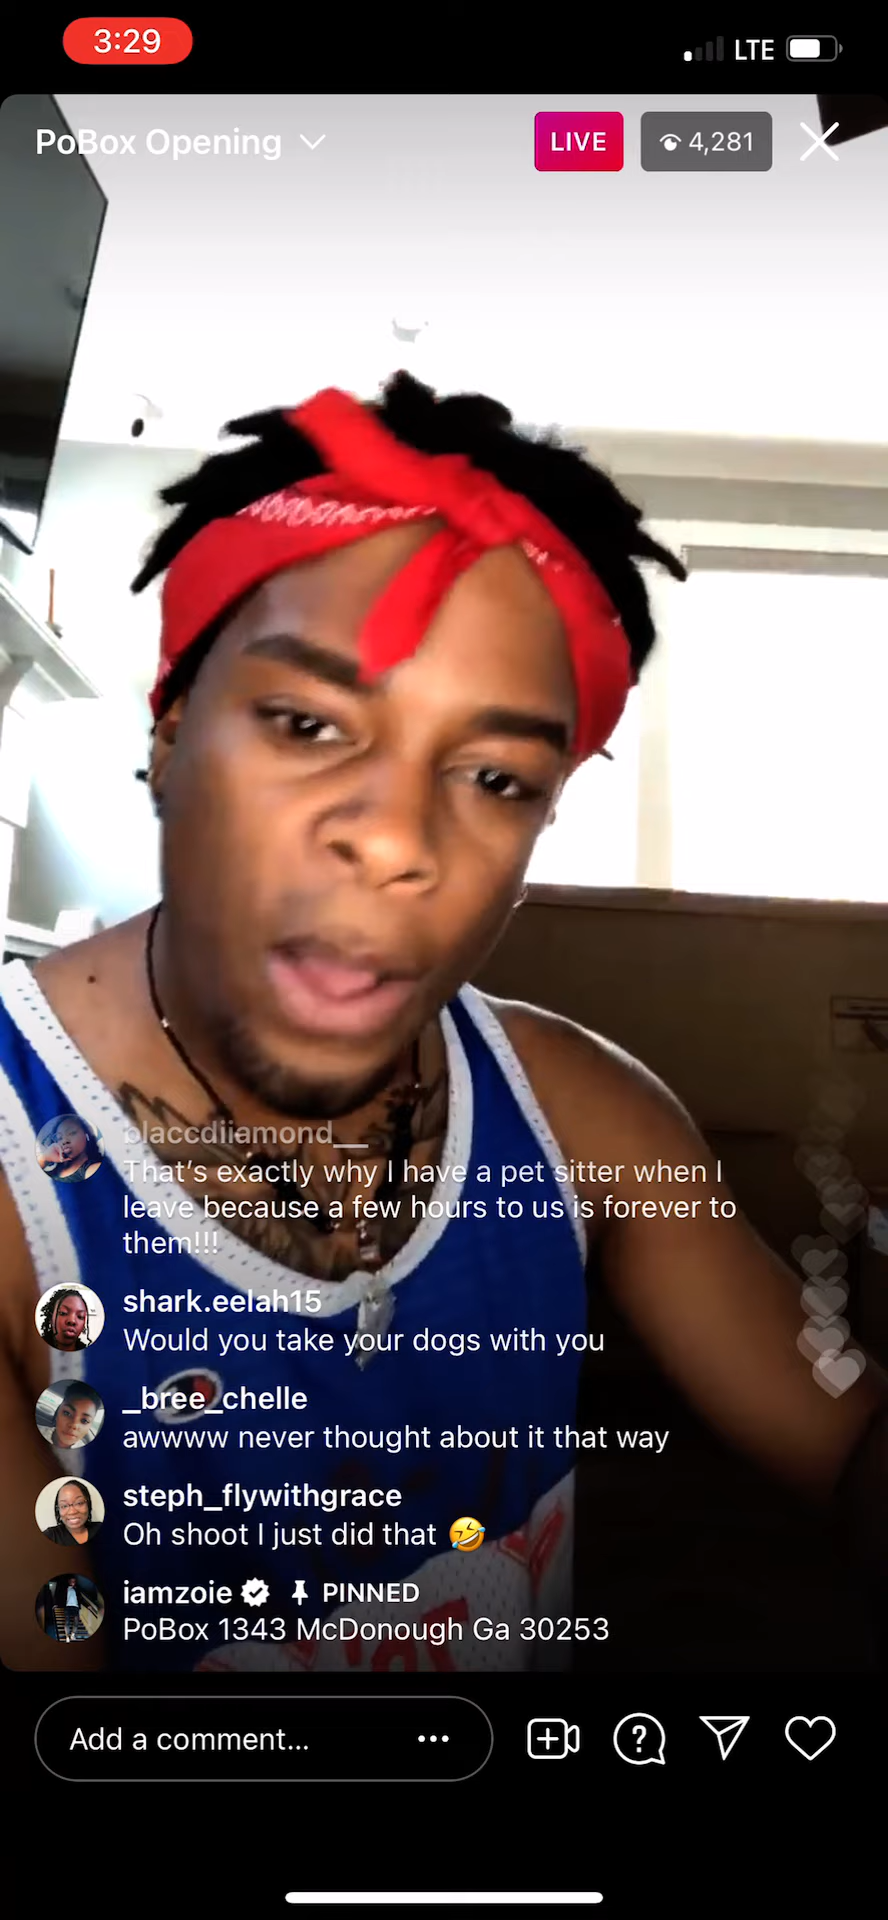 3:29
LTE
PoBox Opening
LIVE
4,281
blaccdiiamond__
That's exactly why I have a pet sitter when I
leave because a few hours to us is forever to
them!!!
shark.eelah15
Would you take your dogs with you
_bree_chelle
awwww never thought about it that way
steph_flywithgrace
Oh shoot I just did that 🤣
iamzoie PINNED
PoBox 1343 McDonough Ga 30253
Add a comment...